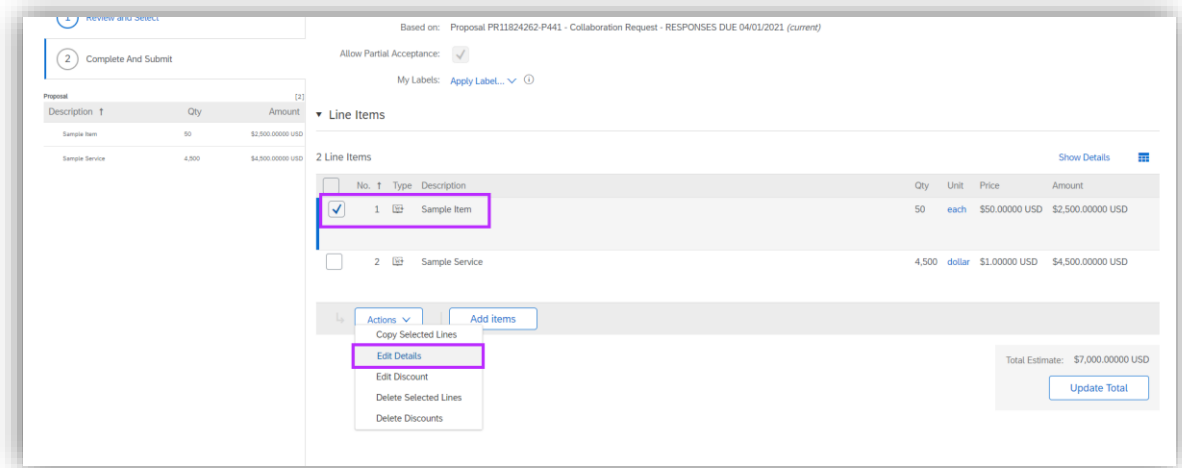 1 Review and Select
2 Complete And Submit
Proposal [2]
Description ↑ Qty Amount
Sample Item 50 $2,500.00000 USD
Sample Service 4,500 $4,500.00000 USD
Based on: Proposal PR11824262-P441 - Collaboration Request - RESPONSES DUE 04/01/2021 (current)
Allow Partial Acceptance:
My Labels: Apply Label...
Line Items
2 Line Items Show Details
No. ↑ Type Description Qty Unit Price Amount
1 Sample Item 50 each $50.00000 USD $2,500.00000 USD
2 Sample Service 4,500 dollar $1.00000 USD $4,500.00000 USD
Actions Add items
Copy Selected Lines
Edit Details
Edit Discount
Delete Selected Lines
Delete Discounts
Total Estimate: $7,000.00000 USD
Update Total